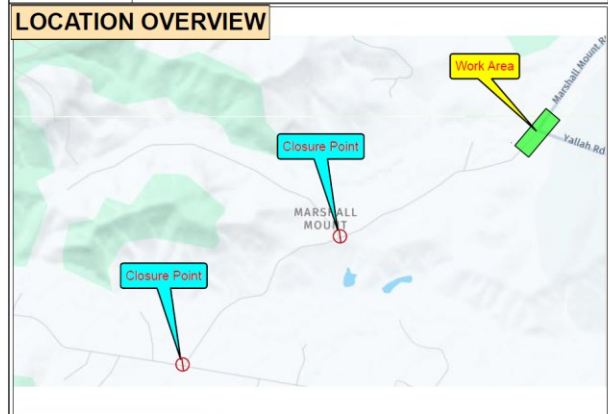 LOCATION OVERVIEW
Work Area
Marshall Mount R
Yallah Rd
Closure Point
MARSHALL
MOUNT
Closure Point